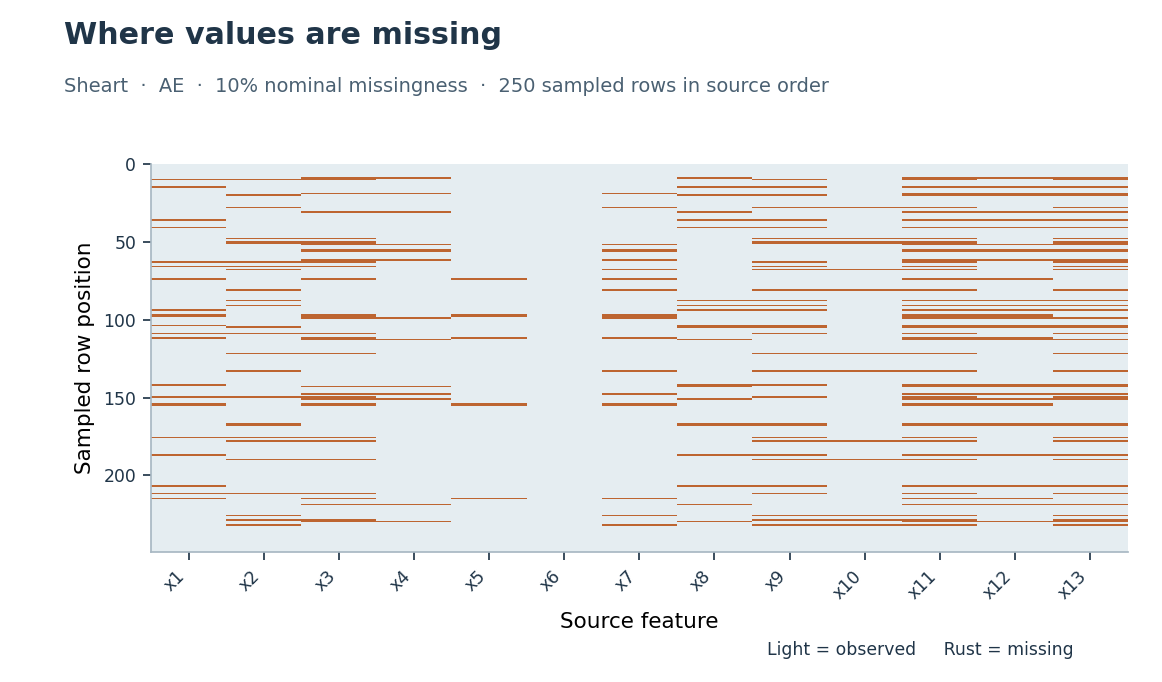 Where values are missing
Sheart · AE · 10% nominal missingness · 250 sampled rows in source order
0
50
100
150
200
Sampled row position
x1 x2 x3 x4 x5 x6 x7 x8 x9 x10 x11 x12 x13
Source feature
Light = observed Rust = missing